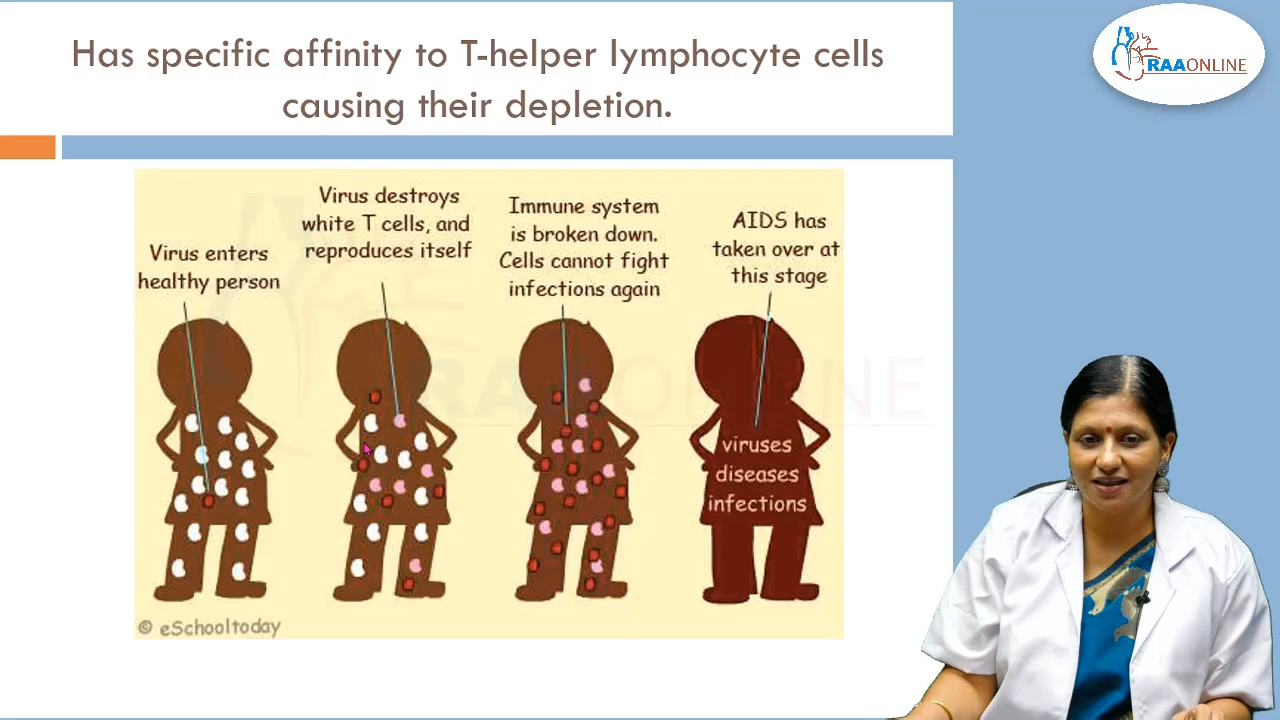 Has specific affinity to T-helper lymphocyte cells
causing their depletion.
RAAONLINE
Virus enters
healthy person
Virus destroys
white T cells, and
reproduces itself
Immune system
is broken down.
Cells cannot fight
infections again
AIDS has
taken over at
this stage
viruses
diseases
infections
RAAONLINE
© eSchooltoday